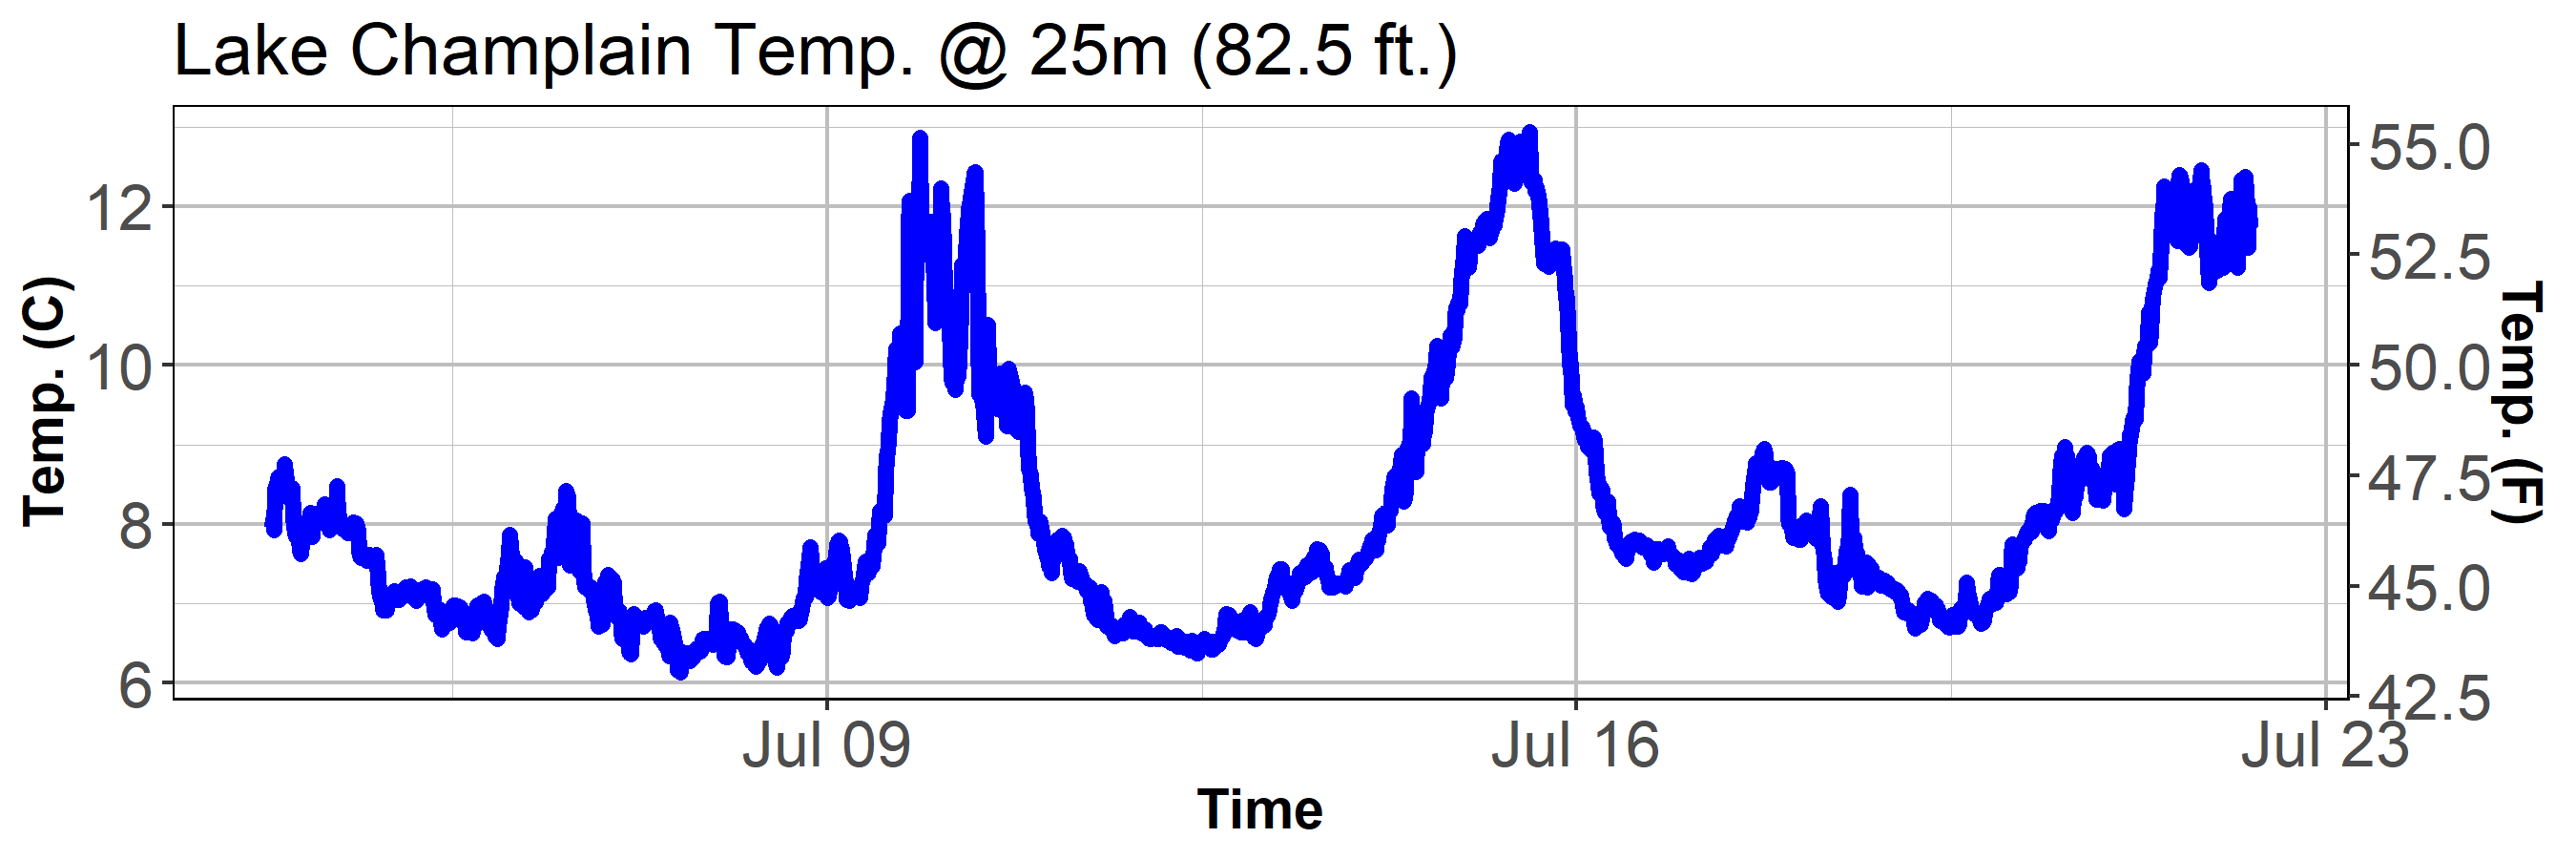 Lake Champlain Temp. @ 25m (82.5 ft.)
Temp. (C)
12
10
8
6
55.0
52.5
50.0
47.5
45.0
42.5
Temp. (F)
Jul 09
Jul 16
Jul 23
Time